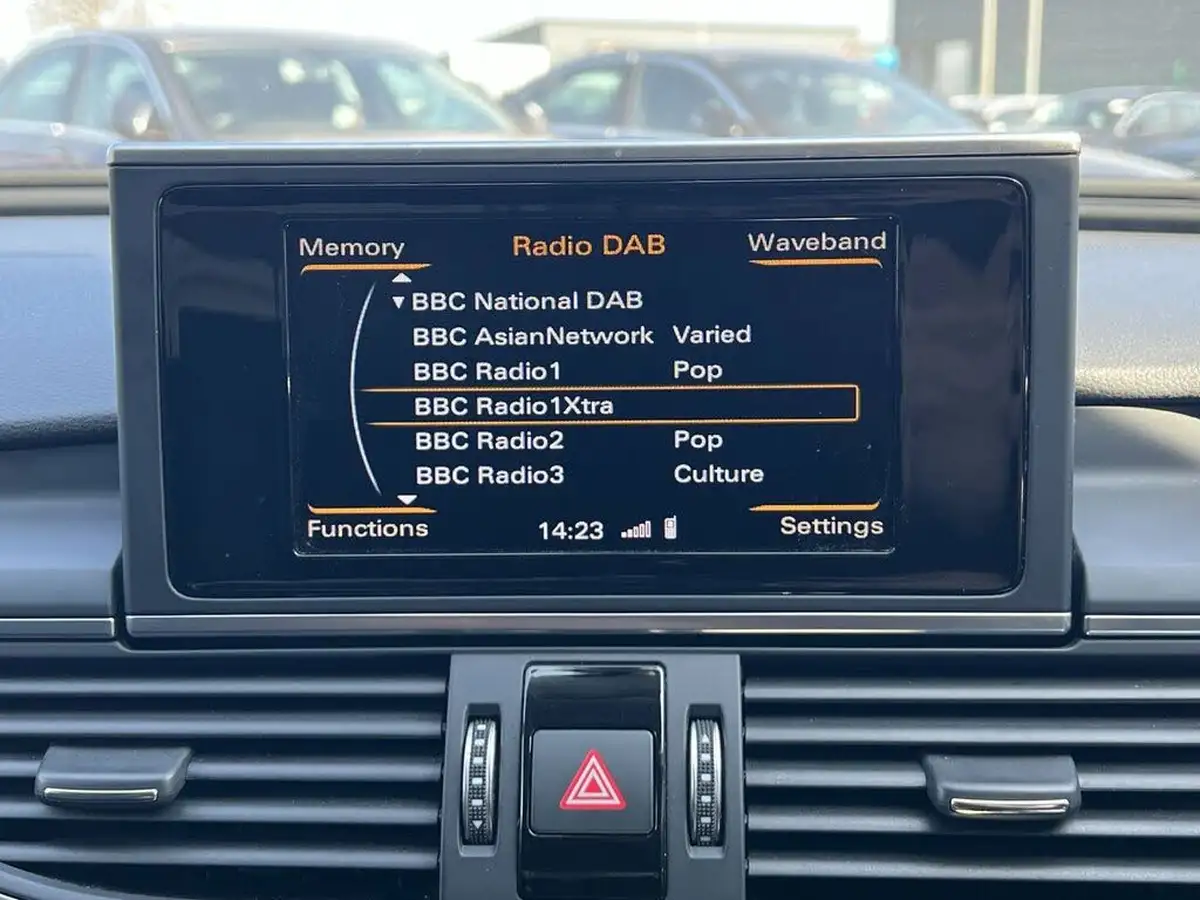 Memory Radio DAB Waveband
BBC National DAB
BBC AsianNetwork Varied
BBC Radio1 Pop
BBC Radio1Xtra
BBC Radio2 Pop
BBC Radio3 Culture
Functions 14:23 Settings